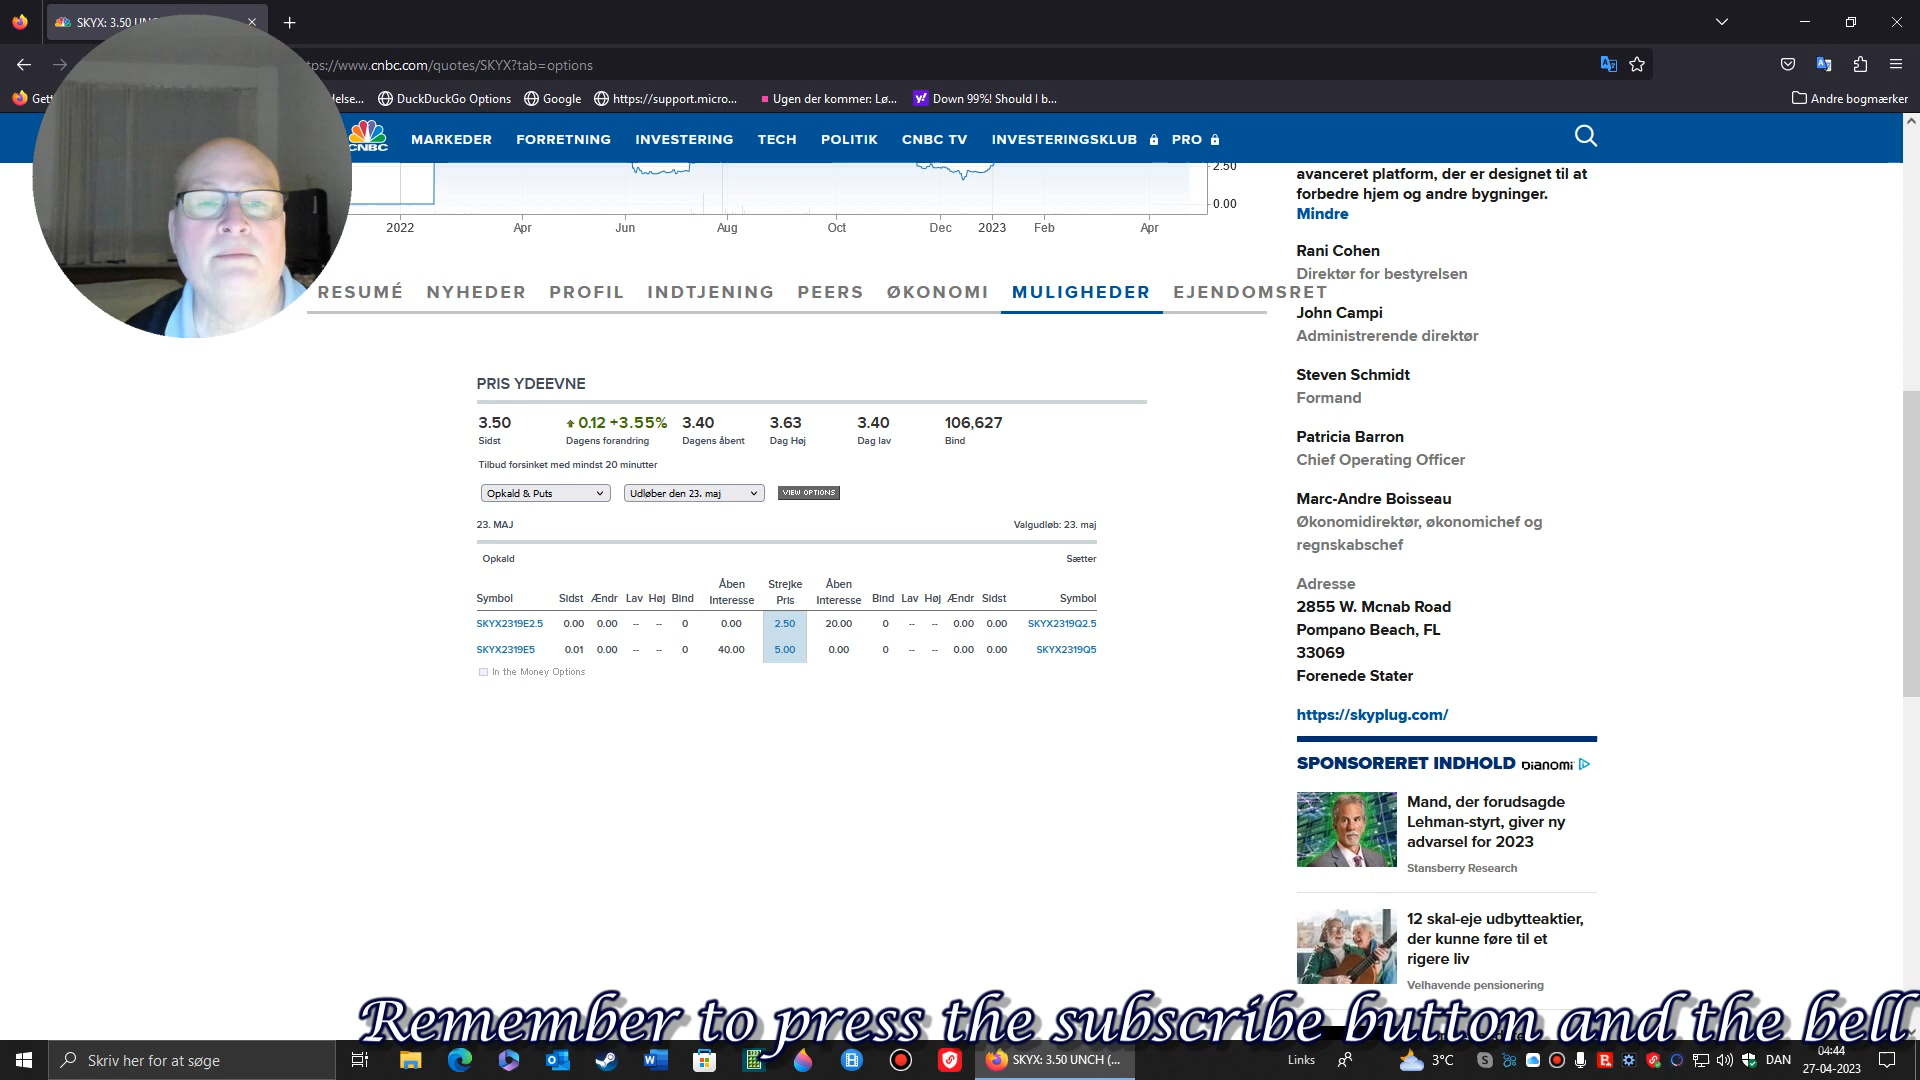 SKYX: 3.50 UN
ps://www.cnbc.com/quotes/SKYX?tab=options
Gett
delse...
DuckDuckGo Options
Google
https://support.micro...
Ugen der kommer: Lø...
Down 99%! Should I b...
Andre bogmærker
CNBC
MARKEDER
FORRETNING
INVESTERING
TECH
POLITIK
CNBC TV
INVESTERINGSKLUB
PRO
2.50
0.00
2022
Apr
Jun
Aug
Oct
Dec
2023
Feb
Apr
RESUMÉ NYHEDER PROFIL INDTJENING PEERS ØKONOMI MULIGHEDER EJENDOMSRET
PRIS YDEEVNE
3.50 0.12 +3.55% 3.40 3.63 3.40 106,627
Sidst Dagens forandring Dagens åbent Dag Høj Dag lav Bind
Tilbud forsinket med mindst 20 minutter
Opkald & Puts Udløber den 23. maj VIEW OPTIONS
23. MAJ Valgudløb: 23. maj
Opkald Sætter
Åben Strejke Åben
Symbol Sidst Ændr Lav Høj Bind Interesse Pris Interesse Bind Lav Høj Ændr Sidst Symbol
SKYX2319E2.5 0.00 0.00 -- -- 0 0.00 2.50 20.00 0 -- -- 0.00 0.00 SKYX2319Q2.5
SKYX2319E5 0.01 0.00 -- -- 0 40.00 5.00 0.00 0 -- -- 0.00 0.00 SKYX2319Q5
In the Money Options
avanceret platform, der er designet til at
forbedre hjem og andre bygninger.
Mindre
Rani Cohen
Direktør for bestyrelsen
John Campi
Administrerende direktør
Steven Schmidt
Formand
Patricia Barron
Chief Operating Officer
Marc-Andre Boisseau
Økonomidirektør, økonomichef og
regnskabschef
Adresse
2855 W. Mcnab Road
Pompano Beach, FL
33069
Forenede Stater
https://skyplug.com/
SPONSORERET INDHOLD DIANOMI
Mand, der forudsagde
Lehman-styrt, giver ny
advarsel for 2023
Stansberry Research
12 skal-eje udbytteaktier,
der kunne føre til et
rigere liv
Velhavende pensionering
Remember to press the subscribe button and the bell
Skriv her for at søge
SKYX: 3.50 UNCH (...
Links
3°C
DAN
04:44
27-04-2023